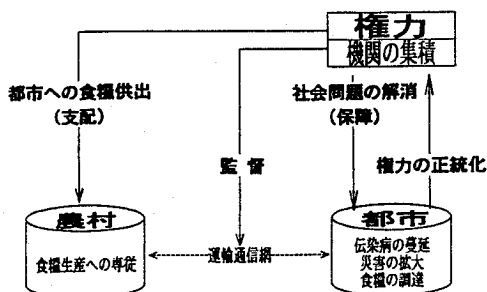 権力
機関の集積
都市への食糧供出
(支配)
社会問題の解消
(保障)
監督
権力の正統化
農村
食糧生産への専従
運輸通信網
都市
伝染病の蔓延
災害の拡大
食糧の調達